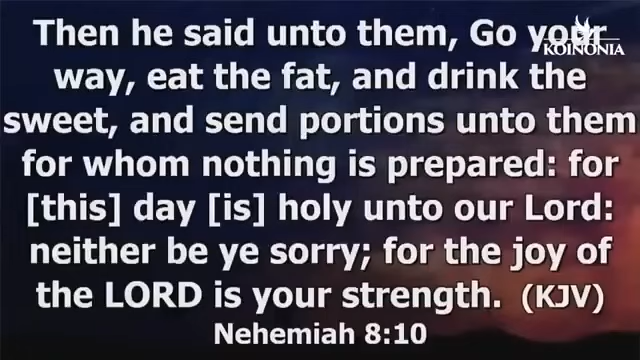 Then he said unto them, Go your
way, eat the fat, and drink the
sweet, and send portions unto them
for whom nothing is prepared: for
[this] day [is] holy unto our Lord:
neither be ye sorry; for the joy of
the LORD is your strength. (KJV)
Nehemiah 8:10
KOINONIA